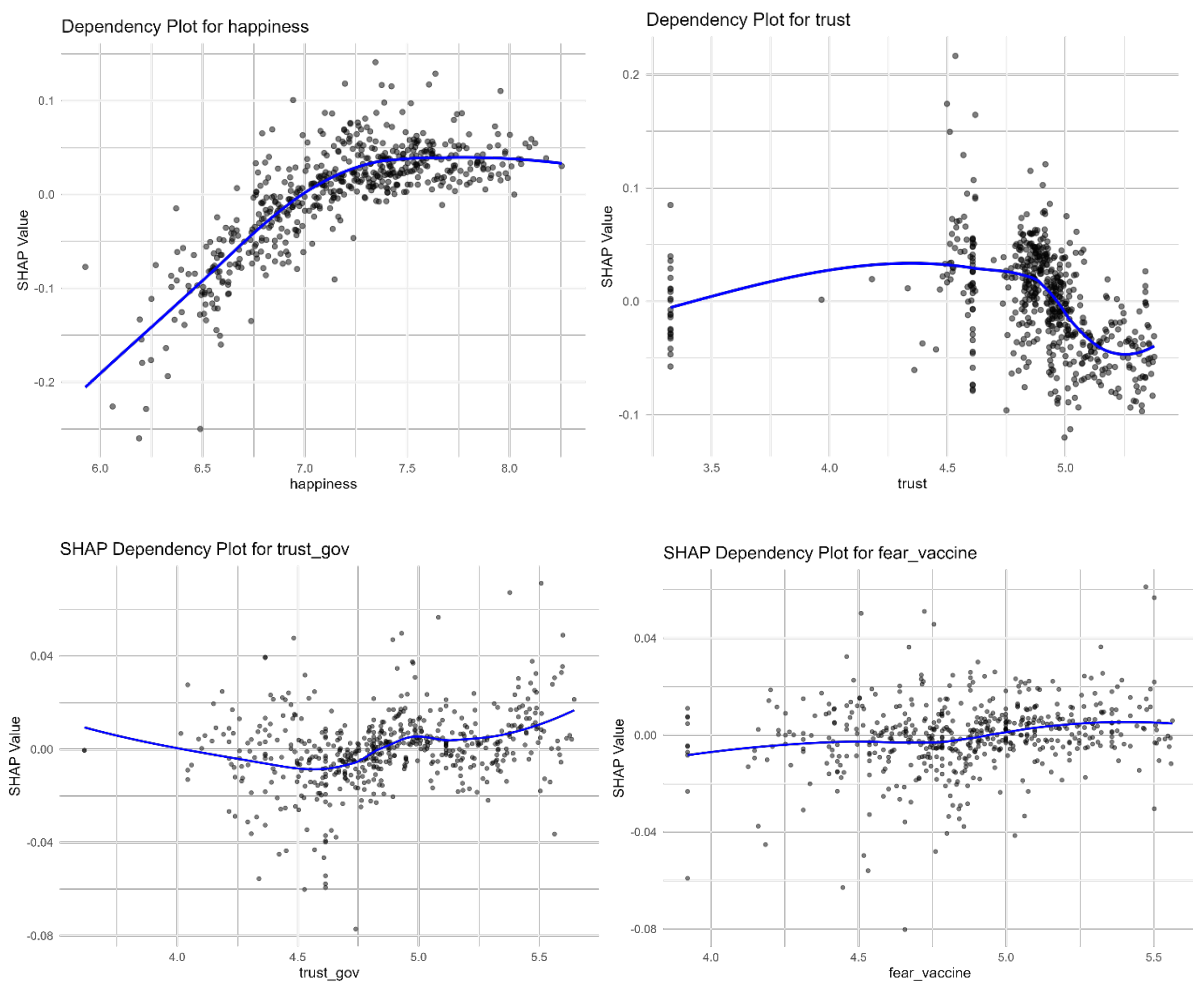 Dependency Plot for happiness
SHAP Value
0.1
0.0
-0.1
-0.2
6.0 6.5 7.0 7.5 8.0
happiness
Dependency Plot for trust
SHAP Value
0.2
0.1
0.0
-0.1
3.5 4.0 4.5 5.0
trust
SHAP Dependency Plot for trust_gov
SHAP Value
0.04
0.00
-0.04
-0.08
4.0 4.5 5.0 5.5
trust_gov
SHAP Dependency Plot for fear_vaccine
SHAP Value
0.04
0.00
-0.04
-0.08
4.0 4.5 5.0 5.5
fear_vaccine